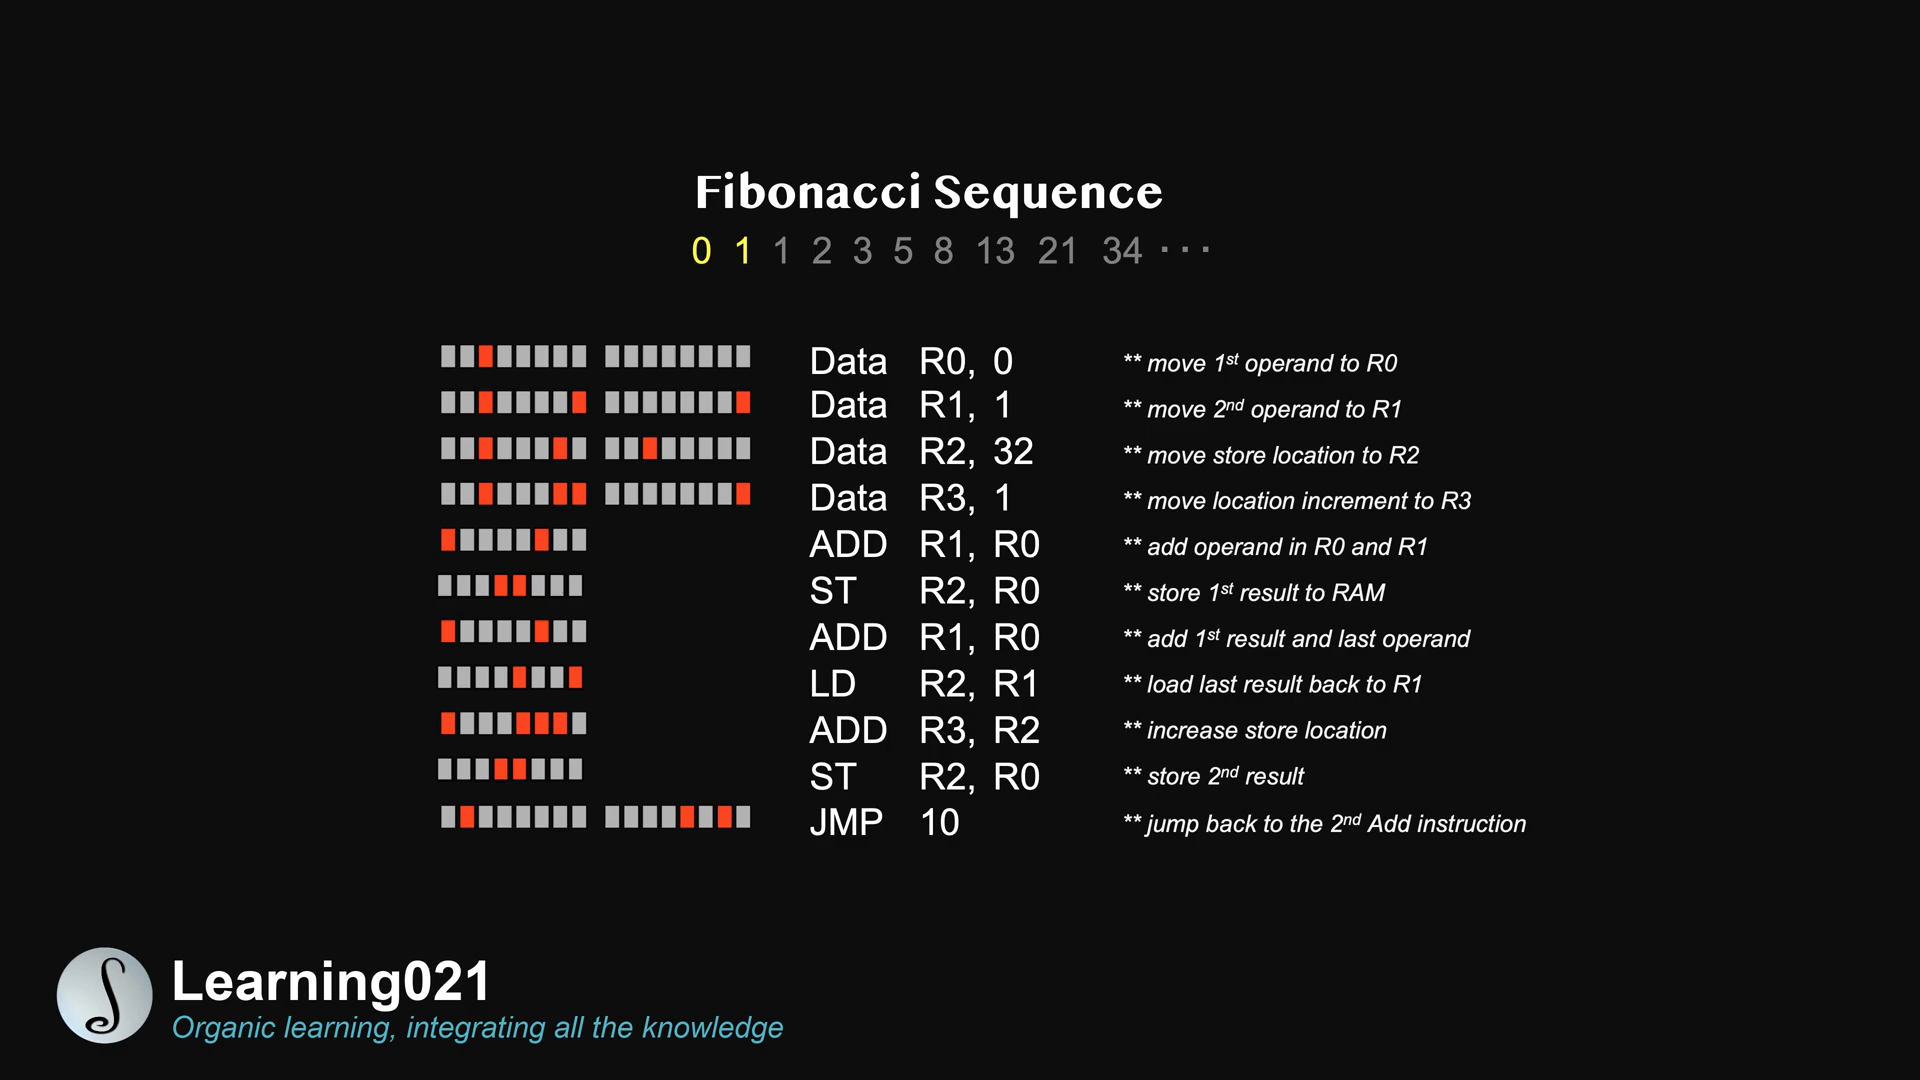 Fibonacci Sequence
0 1 1 2 3 5 8 13 21 34 · · ·
Data R0, 0 ** move 1st operand to R0
Data R1, 1 ** move 2nd operand to R1
Data R2, 32 ** move store location to R2
Data R3, 1 ** move location increment to R3
ADD R1, R0 ** add operand in R0 and R1
ST R2, R0 ** store 1st result to RAM
ADD R1, R0 ** add 1st result and last operand
LD R2, R1 ** load last result back to R1
ADD R3, R2 ** increase store location
ST R2, R0 ** store 2nd result
JMP 10 ** jump back to the 2nd Add instruction
Learning021
Organic learning, integrating all the knowledge